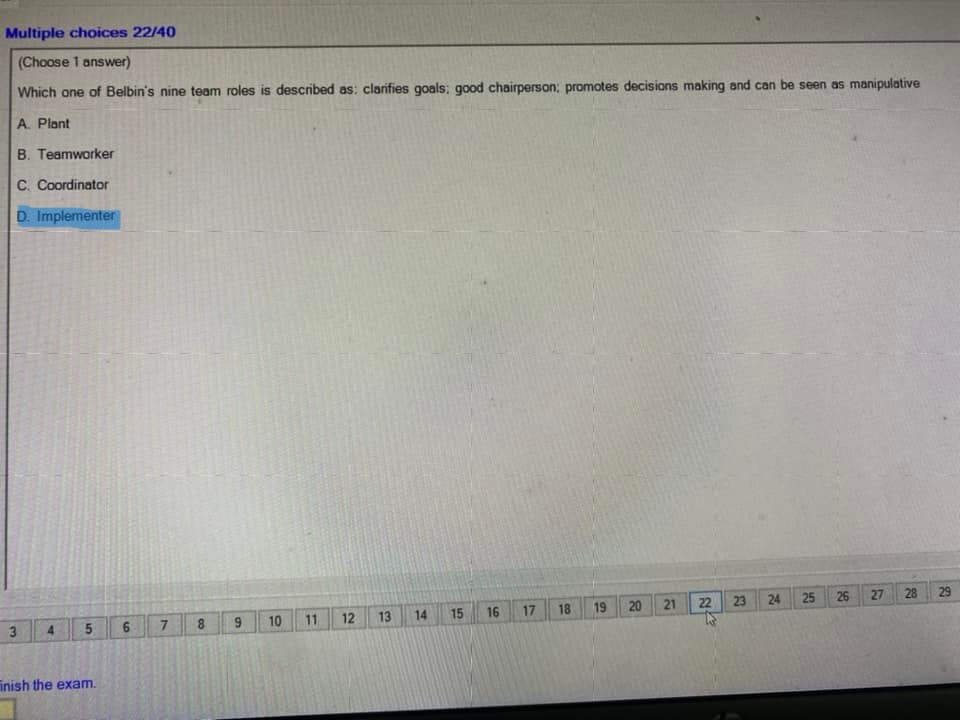 Multiple choices 22/40
(Choose 1 answer)
Which one of Belbin's nine team roles is described as: clarifies goals; good chairperson; promotes decisions making and can be seen as manipulative
A. Plant
B. Teamworker
C. Coordinator
D. Implementer
3 4 5 6 7 8 9 10 11 12 13 14 15 16 17 18 19 20 21 22 23 24 25 26 27 28 29
inish the exam.